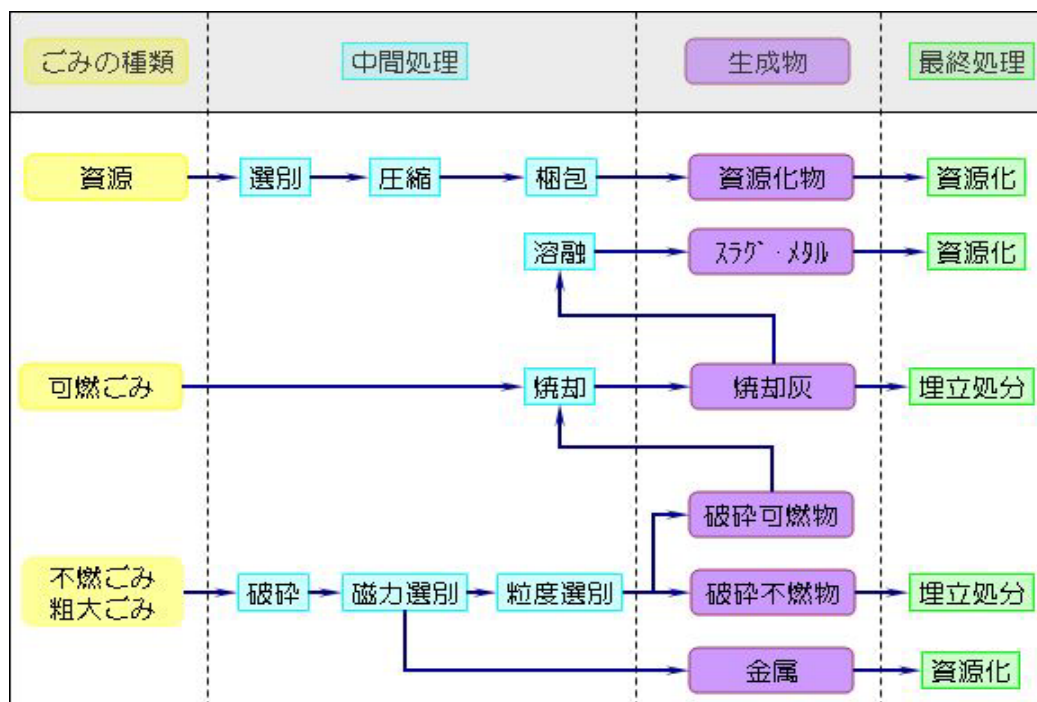 ごみの種類
中間処理
生成物
最終処理
資源
選別
圧縮
梱包
資源化物
資源化
溶融
ｽﾗｸﾞ・ﾒﾀﾙ
資源化
可燃ごみ
焼却
焼却灰
埋立処分
破砕可燃物
不燃ごみ
粗大ごみ
破砕
磁力選別
粒度選別
破砕不燃物
埋立処分
金属
資源化